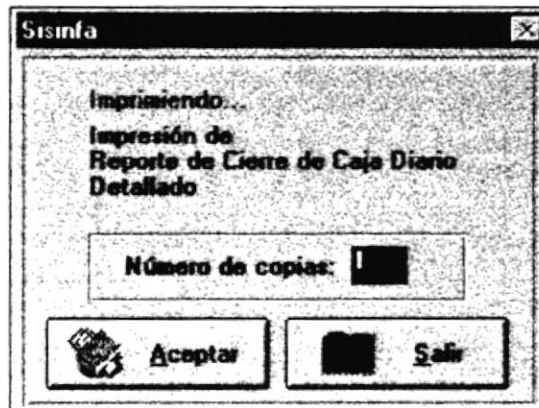 Sisinfa
Imprimiendo...
Impresión de
Reporte de Cierre de Caja Diario
Detallado
Número de copias:
Aceptar
Salir